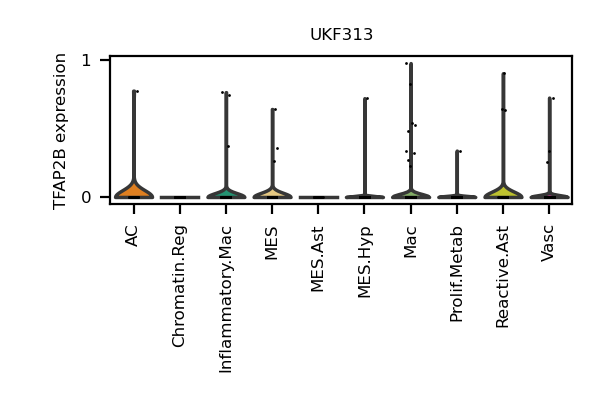 UKF313
TFAP2B expression
1
0
AC
Chromatin.Reg
Inflammatory.Mac
MES
MES.Ast
MES.Hyp
Mac
Prolif.Metab
Reactive.Ast
Vasc